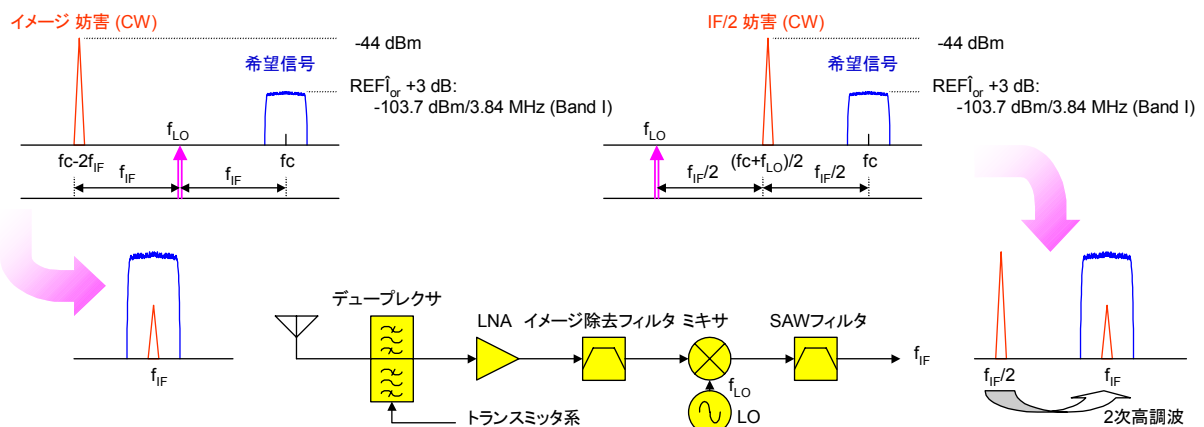 イメージ 妨害 (CW)
-44 dBm
希望信号
REFÎor +3 dB:
-103.7 dBm/3.84 MHz (Band I)
fLO
fc-2fIF
fc
fIF
fIF
IF/2 妨害 (CW)
-44 dBm
希望信号
REFÎor +3 dB:
-103.7 dBm/3.84 MHz (Band I)
fLO
(fc+fLO)/2
fc
fIF/2
fIF/2
fIF
デュープレクサ
LNA
イメージ除去フィルタ
ミキサ
SAWフィルタ
fIF
fLO
LO
トランスミッタ系
fIF/2
fIF
2次高調波